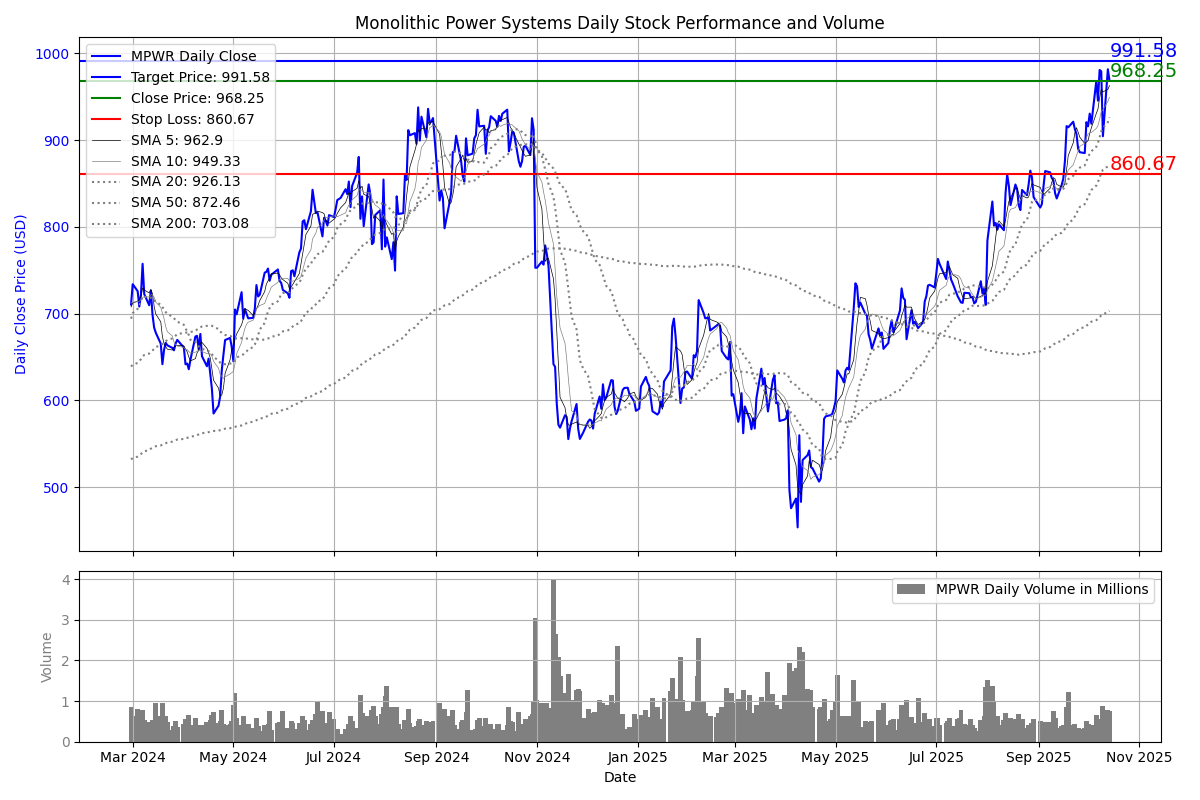 Monolithic Power Systems Daily Stock Performance and Volume
1000
900
800
700
600
500
Daily Close Price (USD)
MPWR Daily Close
Target Price: 991.58
Close Price: 968.25
Stop Loss: 860.67
SMA 5: 962.9
SMA 10: 949.33
SMA 20: 926.13
SMA 50: 872.46
SMA 200: 703.08
991.58
968.25
860.67
4
3
2
1
0
Volume
MPWR Daily Volume in Millions
Mar 2024 May 2024 Jul 2024 Sep 2024 Nov 2024 Jan 2025 Mar 2025 May 2025 Jul 2025 Sep 2025 Nov 2025
Date